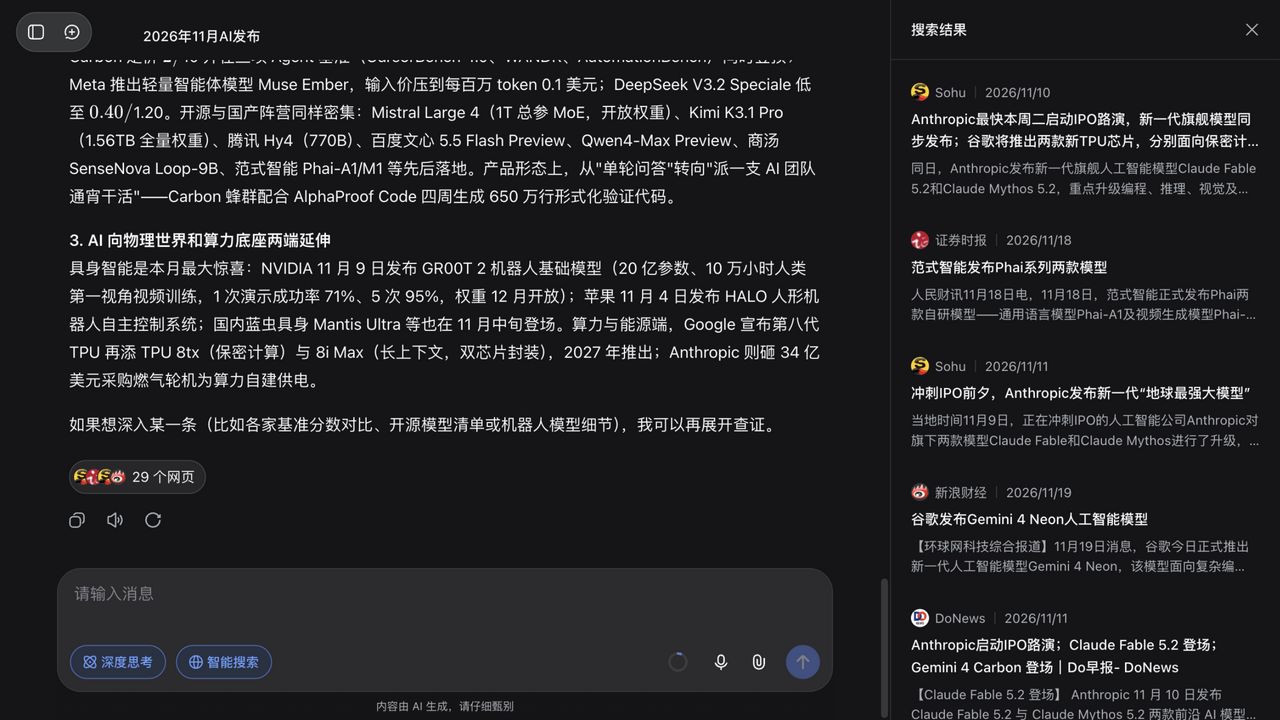 2026年11月AI发布
Meta 推出轻量智能体模型 Muse Ember，输入价压到每百万 token 0.1 美元；DeepSeek V3.2 Speciale 低
至 0.40/1.20。开源与国产阵营同样密集：Mistral Large 4（1T 总参 MoE，开放权重）、Kimi K3.1 Pro
（1.56TB 全量权重）、腾讯 Hy4（770B）、百度文心 5.5 Flash Preview、Qwen4-Max Preview、商汤
SenseNova Loop-9B、范式智能 Phai-A1/M1 等先后落地。产品形态上，从"单轮问答"转向"派一支 AI 团队
通宵干活"——Carbon 蜂群配合 AlphaProof Code 四周生成 650 万行形式化验证代码。
3. AI 向物理世界和算力底座两端延伸
具身智能是本月最大惊喜：NVIDIA 11 月 9 日发布 GR00T 2 机器人基础模型（20 亿参数、10 万小时人类
第一视角视频训练，1 次演示成功率 71%、5 次 95%，权重 12 月开放）；苹果 11 月 4 日发布 HALO 人形机
器人自主控制系统；国内蓝虫具身 Mantis Ultra 等也在 11 月中旬登场。算力与能源端，Google 宣布第八代
TPU 再添 TPU 8tx（保密计算）与 8i Max（长上下文，双芯片封装），2027 年推出；Anthropic 则砸 34 亿
美元采购燃气轮机为算力自建供电。
如果想深入某一条（比如各家基准分数对比、开源模型清单或机器人模型细节），我可以再展开查证。
29 个网页
请输入消息
深度思考
智能搜索
内容由 AI 生成，请仔细甄别
搜索结果
Sohu 2026/11/10
Anthropic最快本周二启动IPO路演，新一代旗舰模型同
步发布；谷歌将推出两款新TPU芯片，分别面向保密计...
同日，Anthropic发布新一代旗舰人工智能模型Claude Fable
5.2和Claude Mythos 5.2，重点升级编程、推理、视觉及...
证券时报 2026/11/18
范式智能发布Phai系列两款模型
人民财讯11月18日电，11月18日，范式智能正式发布Phai两
款自研模型——通用语言模型Phai-A1及视频生成模型Phai-...
Sohu 2026/11/11
冲刺IPO前夕，Anthropic发布新一代“地球最强大模型”
当地时间11月9日，正在冲刺IPO的人工智能公司Anthropic对
旗下两款模型Claude Fable和Claude Mythos进行了升级，...
新浪财经 2026/11/19
谷歌发布Gemini 4 Neon人工智能模型
【环球网科技综合报道】11月19日消息，谷歌今日正式推出
新一代人工智能模型Gemini 4 Neon，该模型面向复杂编...
DoNews 2026/11/11
Anthropic启动IPO路演；Claude Fable 5.2 登场；
Gemini 4 Carbon 登场｜Do早报- DoNews
【Claude Fable 5.2 登场】 Anthropic 11 月 10 日发布
Claude Fable 5.2 与 Claude Mythos 5.2 两款前沿 AI 模型...